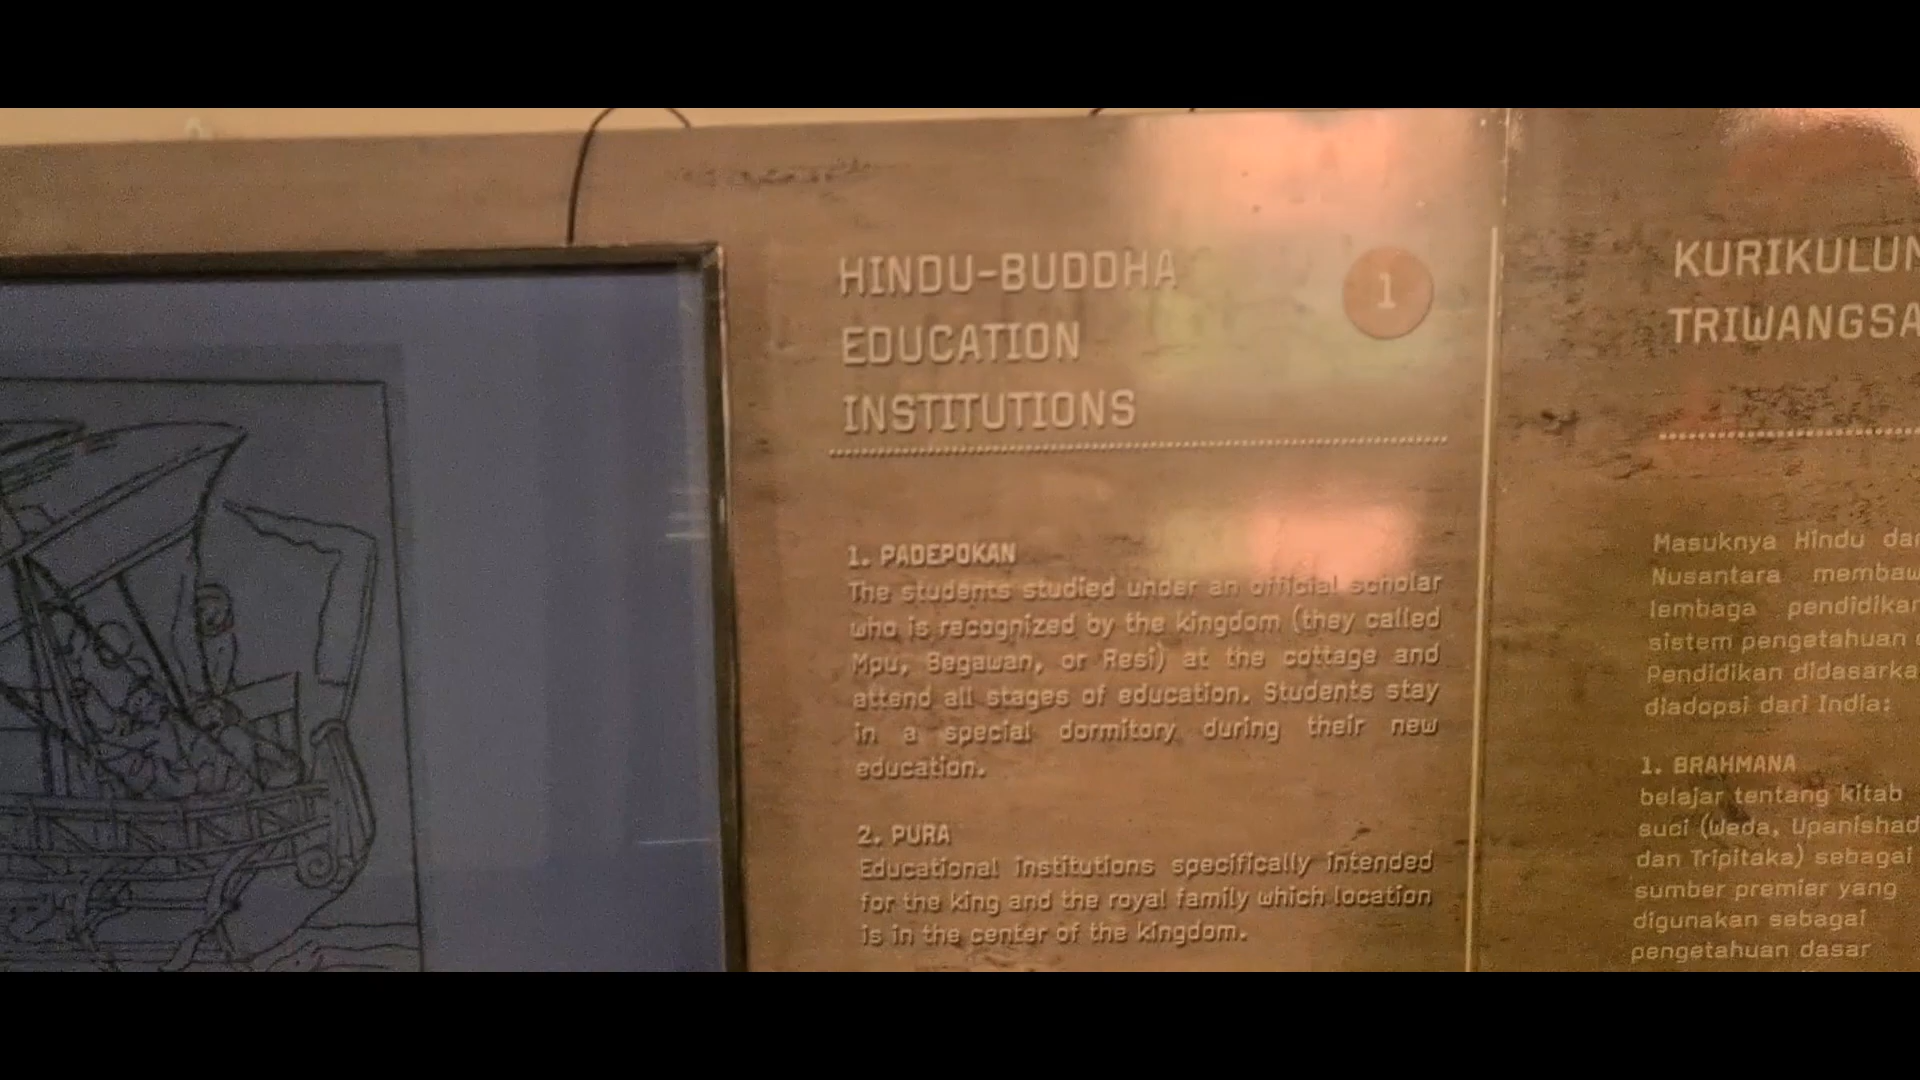 HINDU-BUDDHA
EDUCATION
INSTITUTIONS
1
1. PADEPOKAN
The students studied under an official scholar
who is recognized by the kingdom (they called
Mpu, Begawan, or Resi) at the cottage and
attend all stages of education. Students stay
in a special dormitory during their new
education.
2. PURA
Educational institutions specifically intended
for the king and the royal family which location
is in the center of the kingdom.
KURIKULUM
TRIWANGSA
Masuknya Hindu dan
Nusantara
lembaga
sistem pengetahuan
Pendidikan
diadopsi dari India:
1. BRAHMANA
belajar tentang kitab
suci (Weda, Upanishad
dan Tripitaka) sebagai
sumber premier yang
digunakan sebagai
pengetahuan dasar